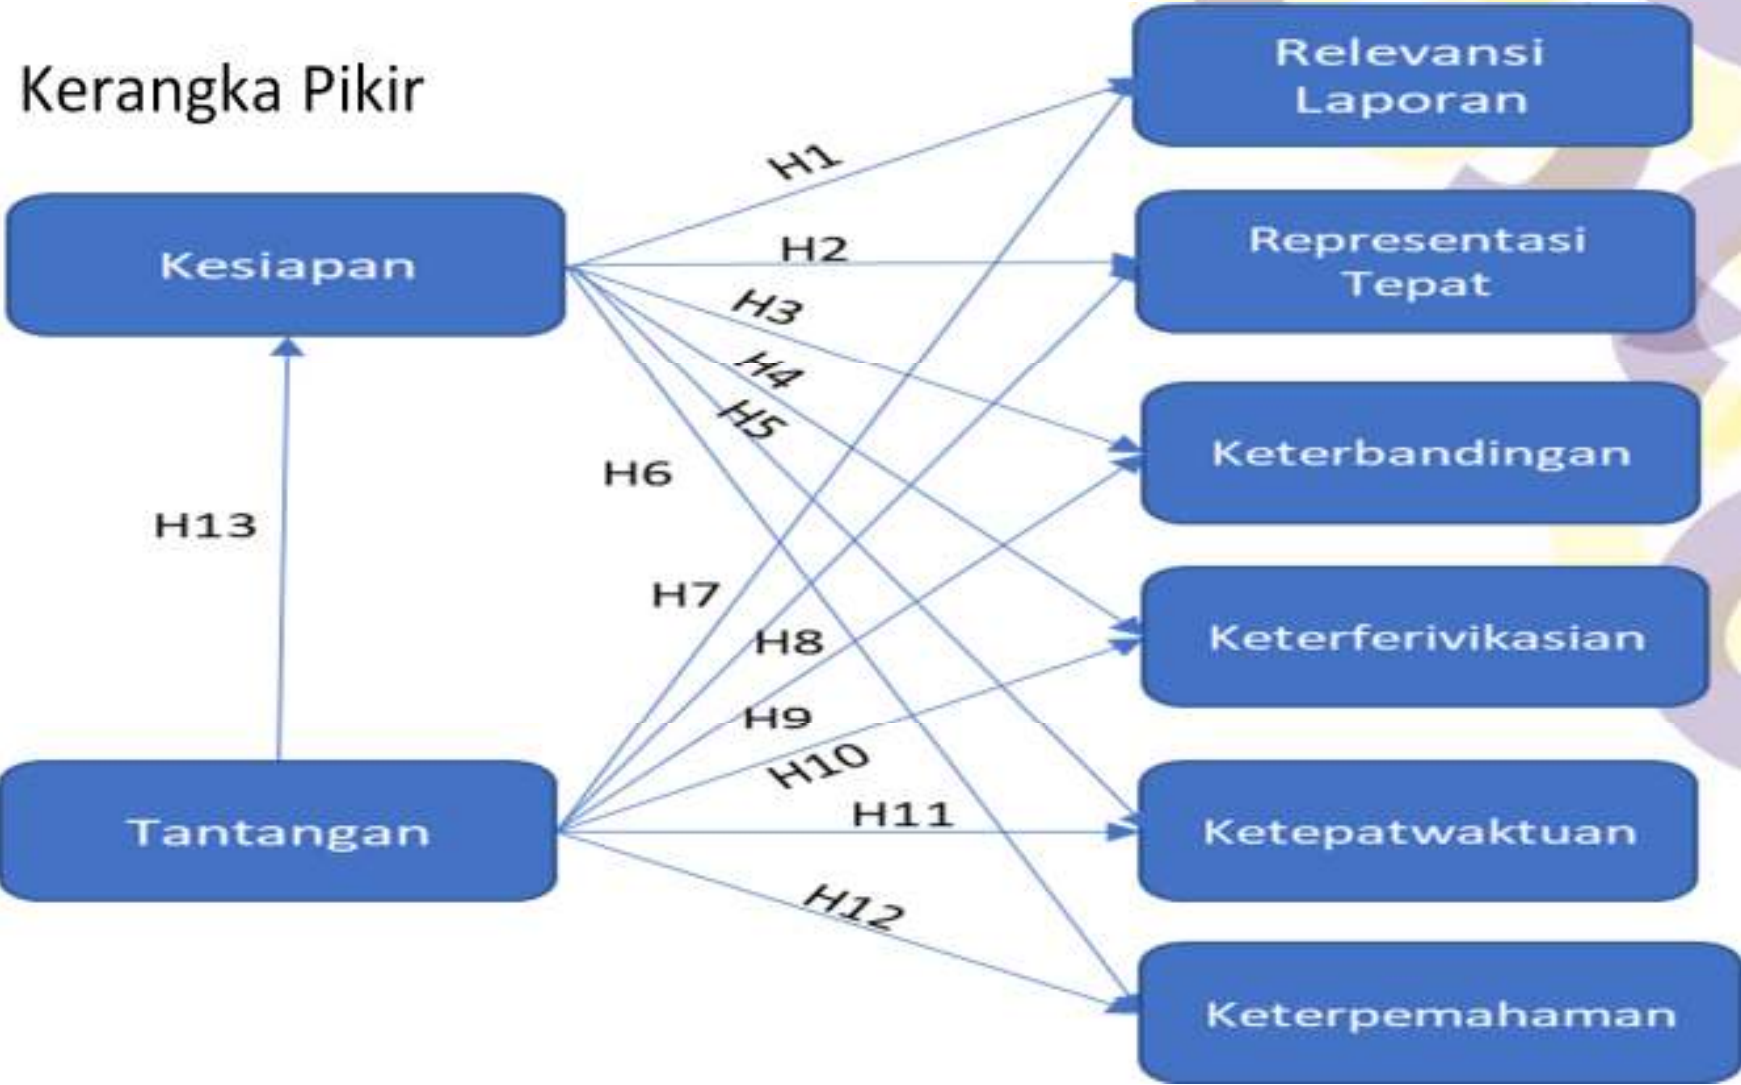 Kerangka Pikir
Relevansi
Laporan
H1
Kesiapan
H2
Representasi
Tepat
H3
H4
H5
Keterbandingan
H6
H13
H7
H8
Keterferivikasian
H9
H10
Tantangan
H11
Ketepatwaktuan
H12
Keterpemahaman